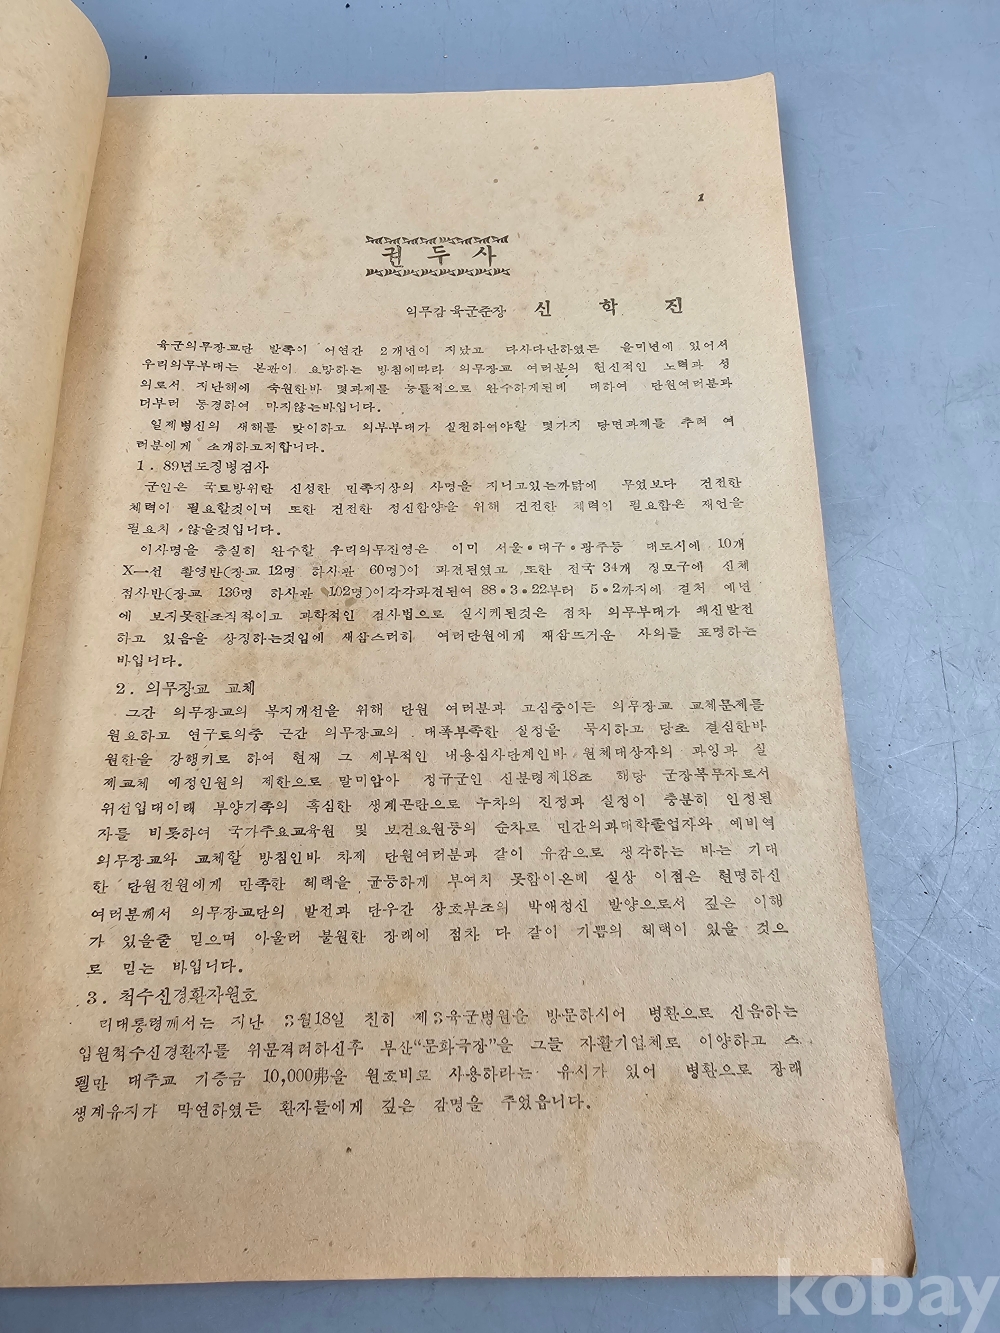 1
권 두 사
의무감 육군준장 신 학 진
육군의무장교단 발족이 어언간 2개년이 지났고 다사다난하였든 을미년에 있어서
우리의무부대는 본관이 요망하는 방침에따라 의무장교 여러분의 헌신적인 노력과 성
의로서 지난해에 숙원한바 몇과제를 능률적으로 완수하게된데 대하여 단원여러분과
더부러 동경하여 마지않는바입니다.
일제병신의 새해를 맞이하고 의부부대가 실천하여야할 몇가지 당면과제를 추려 여
러분에게 소개하고저합니다.
1. 89년도징병검사
군인은 국토방위란 신성한 민족지상의 사명을 지니고있는까닭에 무엇보다 건전한
체력이 필요할것이며 또한 건전한 정신함양을 위해 건전한 체력이 필요함은 재언을
필요치 않을것입니다.
이사명을 충실히 완수할 우리의무진영은 이미 서울•대구•광주등 대도시에 10개
X—선 촬영반(장교 12명 하사관 60명)이 파견된였고 또한 전국 34개 징모구에 신체
검사반(장교 136명 하사관 102명)이각각파견된여 88•3•22부터 5•2까지에 걸처 예년
에 보지못한조직적이고 과학적인 검사법으로 실시케된것은 점차 의무부대가 쇄신발전
하고 있음을 상징하는것임에 새삽스러히 여러단원에게 재삽뜨거운 사의를 표명하는
바입니다.
2. 의무장교 교체
그간 의무장교의 복지개선을 위해 단원 여러분과 고심중이든 의무장교 교체문제를
원요하고 연구토의중 근간 의무장교의 대폭부족한 실정을 묵시하고 당초 결심한바
원한을 강행키로 하여 현재 그 세부적인 내용심사단계인바 원체대상자의 과잉과 실
제교체 예정인원의 제한으로 말미암아 정규군인 신분령제18조 해당 군장복무자로서
위선입대이래 부양기족의 혹심한 생계곤란으로 누차의 진정과 실정이 충분히 인정된
자를 비롯하여 국가주요교육원 및 보건요원등의 순차로 민간의과대학졸업자와 예비역
의무장교와 교체할 방침인바 차제 단원여러분과 같이 유감으로 생각하는 바는 기대
한 단원전원에게 만족한 혜택을 균등하게 부여치 못함이온데 실상 이점은 현명하신
여러분께서 의무장교단의 발전과 단우간 상호부조의 박애정신 발양으로서 깊은 이해
가 있을줄 믿으며 아울러 불원한 장래에 점차 다 같이 기쁨의 혜택이 있을 것으
로 믿는 바입니다.
3. 척수신경환자원호
리대통령께서는 지난 3월18일 친히 제3육군병원을 방문하시어 병환으로 신음하는
입원척수신경환자를 위문격려하신후 부산“문화극장”을 그들 자활기업체로 이양하고 스
펠만 대주교 기증금 10,000弗을 원호비로 사용하라는 유시가 있어 병환으로 장래
생계유지가 막연하였든 환자들에게 깊은 감명을 주었읍니다.
kobay